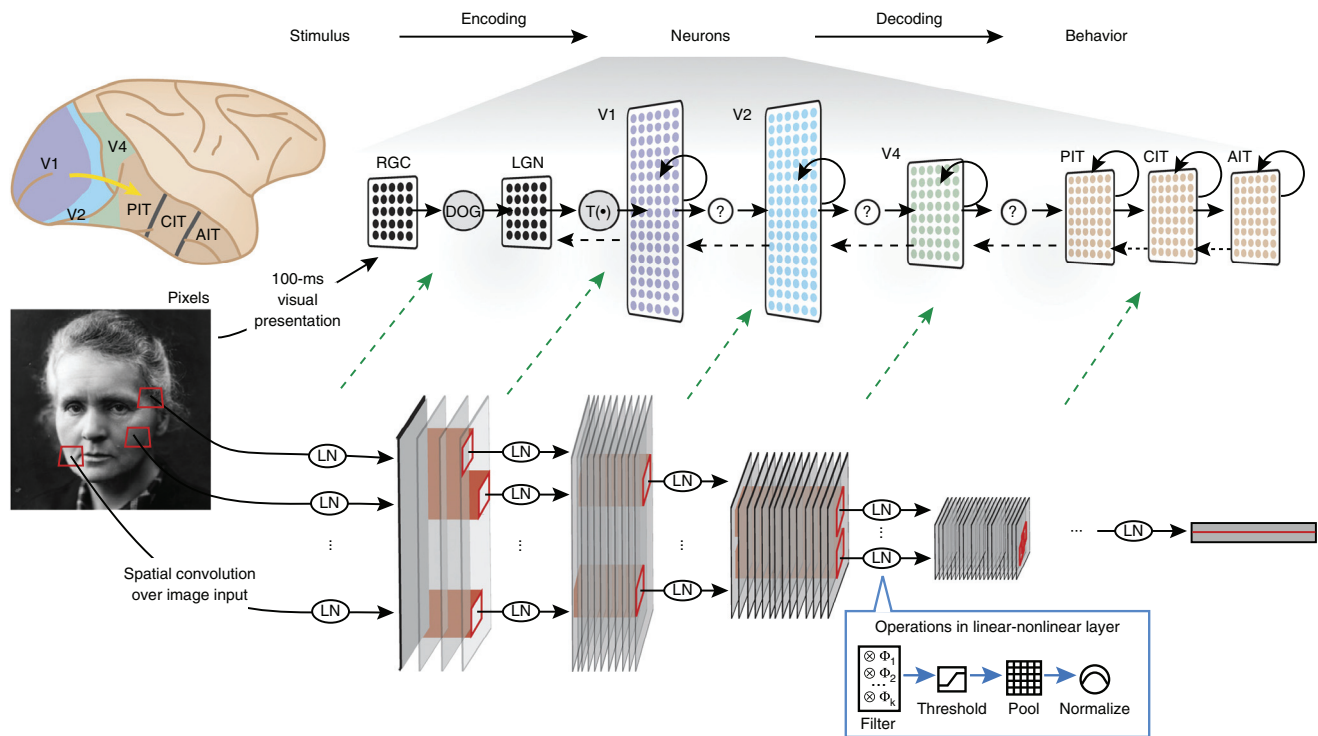 Stimulus
Encoding
Neurons
Decoding
Behavior
V1
V2
V4
PIT
CIT
AIT
RGC
DOG
LGN
T(•)
V1
?
V2
?
V4
?
PIT
CIT
AIT
100-ms
visual
presentation
Pixels
LN
LN
LN
LN
LN
LN
LN
LN
LN
LN
LN
...
...
...
...
...
Spatial convolution
over image input
Operations in linear-nonlinear layer
⊗ Φ1
⊗ Φ2
...
⊗ Φk
Filter
Threshold
Pool
Normalize